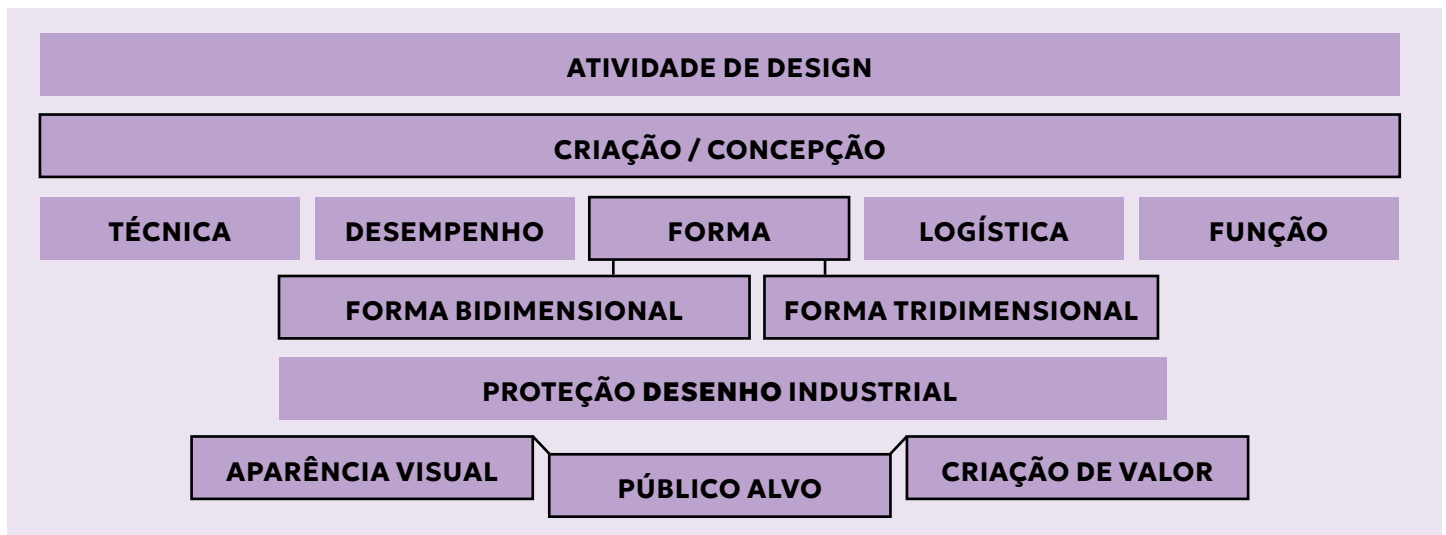 ATIVIDADE DE DESIGN
CRIAÇÃO / CONCEPÇÃO
TÉCNICA
DESEMPENHO
FORMA
LOGÍSTICA
FUNÇÃO
FORMA BIDIMENSIONAL
FORMA TRIDIMENSIONAL
PROTEÇÃO DESENHO INDUSTRIAL
APARÊNCIA VISUAL
PÚBLICO ALVO
CRIAÇÃO DE VALOR